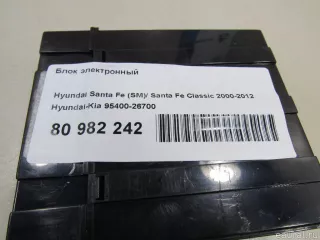 Блок электронный
Hyundai Santa Fe (SM)/ Santa Fe Classic 2000-2012
Hyundai-Kia 95400-26700
80 982 242